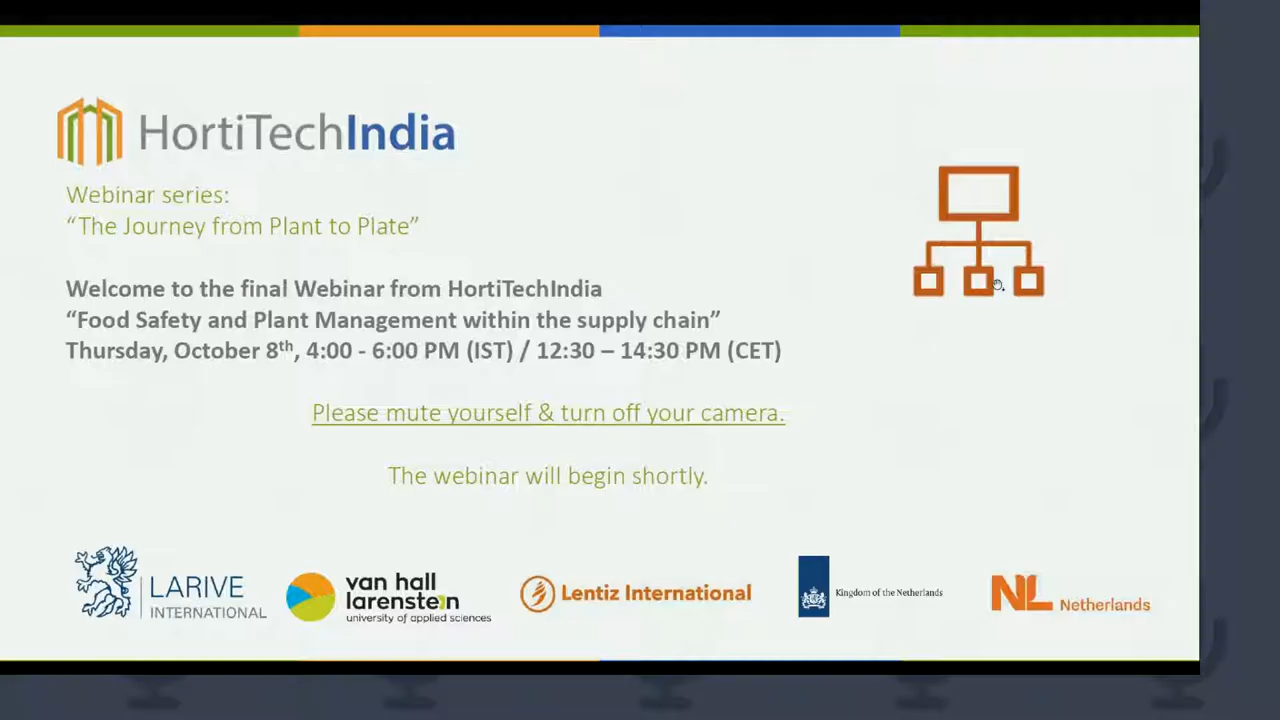 HortiTechIndia
Webinar series:
“The Journey from Plant to Plate”
Welcome to the final Webinar from HortiTechIndia
“Food Safety and Plant Management within the supply chain”
Thursday, October 8th, 4:00 - 6:00 PM (IST) / 12:30 – 14:30 PM (CET)
Please mute yourself & turn off your camera.
The webinar will begin shortly.
LARIVE
INTERNATIONAL
van hall
larenstein
university of applied sciences
Lentiz International
Kingdom of the Netherlands
NL Netherlands